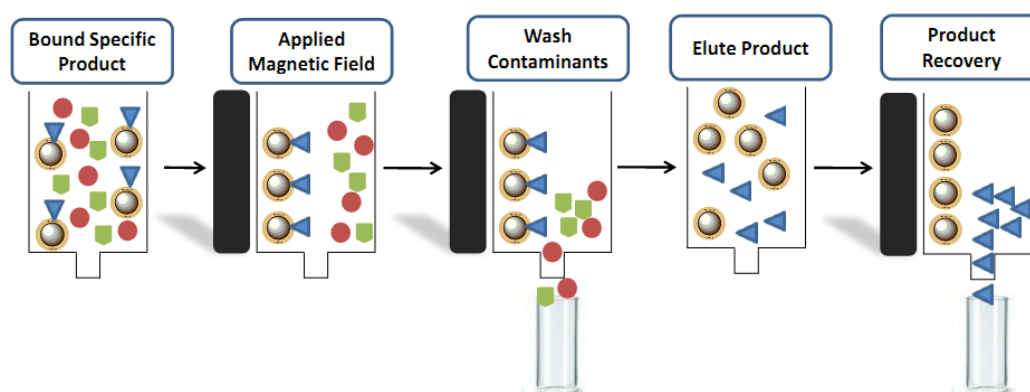 Bound Specific
Product
Applied
Magnetic Field
Wash
Contaminants
Elute Product
Product
Recovery